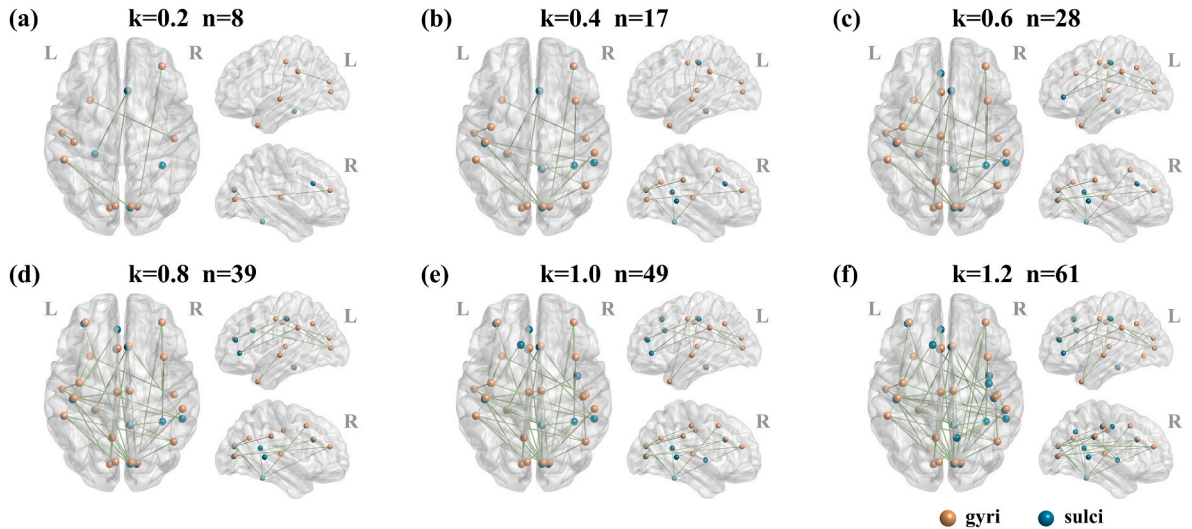 (a) k=0.2 n=8
L R L
R
(b) k=0.4 n=17
L R L
R
(c) k=0.6 n=28
L R L
R
(d) k=0.8 n=39
L R L
R
(e) k=1.0 n=49
L R L
R
(f) k=1.2 n=61
L R L
R
gyri sulci